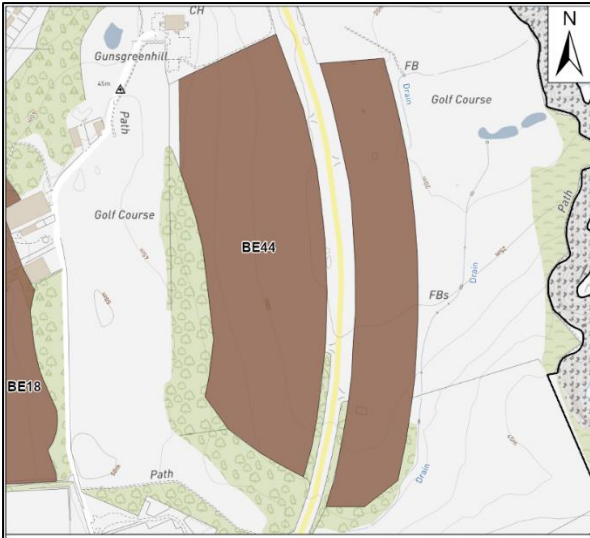 CH
N
Gunsgreenhill
45m
Path
FB
Drain
Golf Course
Path
Golf Course
BE44
Drain
FBs
BE18
Path
Drain